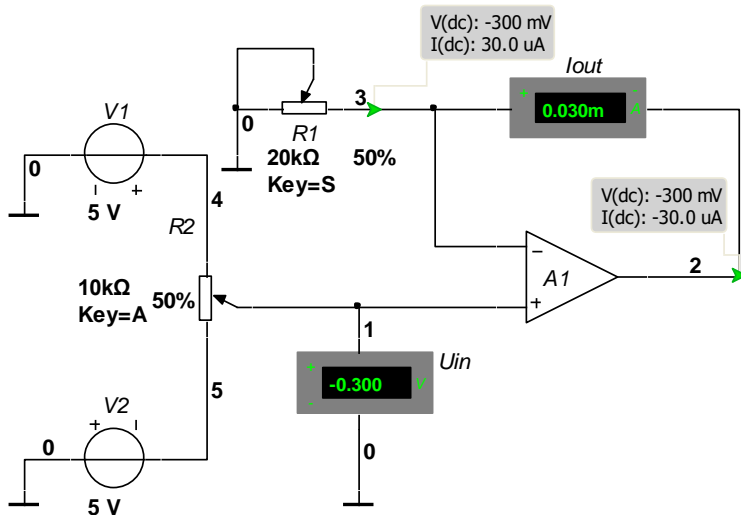 V(dc): -300 mV
I(dc): 30.0 uA
Iout
+ -
0.030m A
3
0
R1
20kΩ 50%
Key=S
V1
0
- +
5 V
4
R2
V(dc): -300 mV
I(dc): -30.0 uA
2
-
A1
+
10kΩ
50%
Key=A
1
Uin
+
-0.300 V
-
5
V2
+ -
0
5 V
0